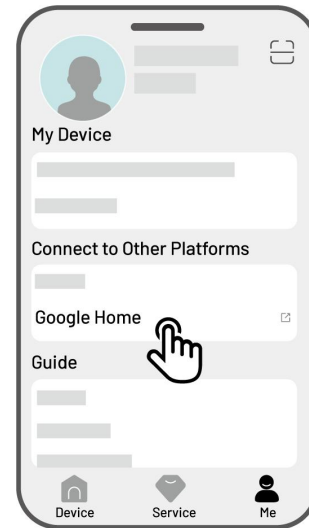 My Device
Connect to Other Platforms
Google Home
Guide
Device
Service
Me